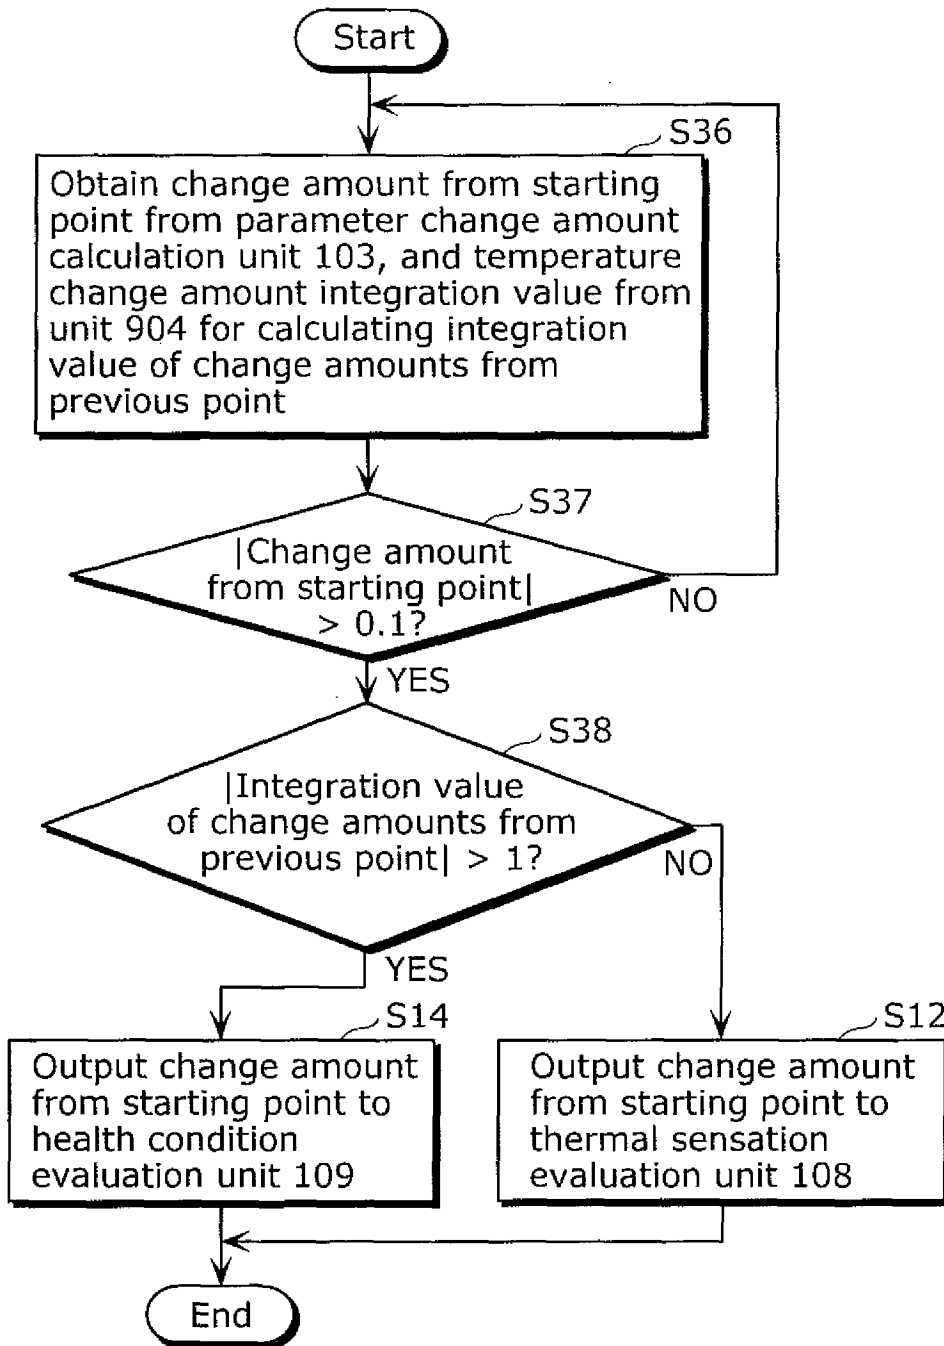 Start
S36
Obtain change amount from starting
point from parameter change amount
calculation unit 103, and temperature
change amount integration value from
unit 904 for calculating integration
value of change amounts from
previous point
S37
|Change amount
from starting point|
> 0.1?
NO
YES
S38
|Integration value
of change amounts from
previous point| > 1?
NO
YES
S14
Output change amount
from starting point to
health condition
evaluation unit 109
S12
Output change amount
from starting point to
thermal sensation
evaluation unit 108
End